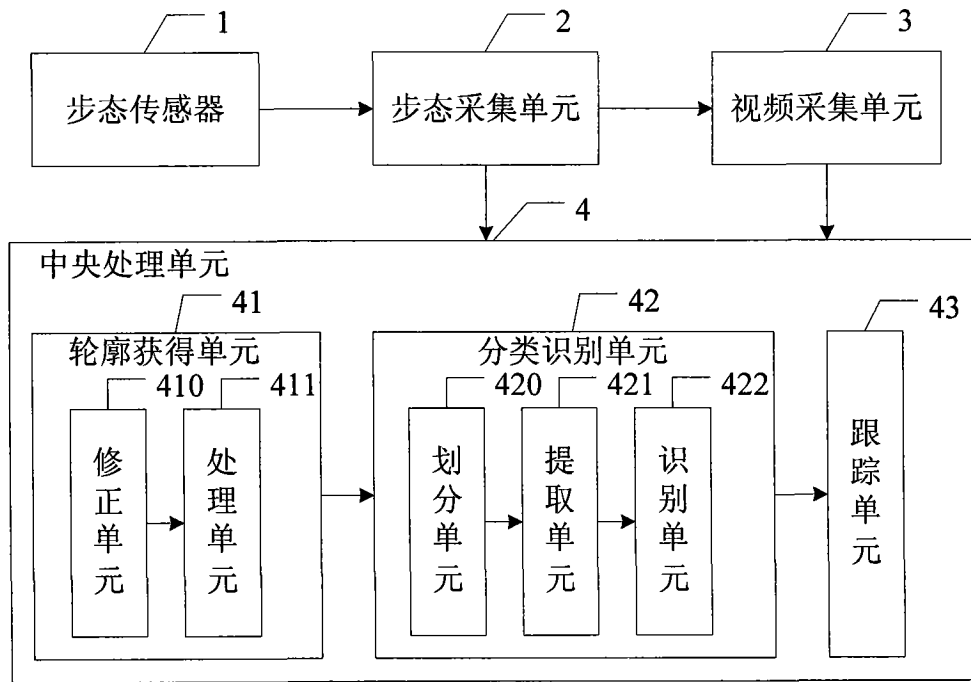 1
2
3
步态传感器
步态采集单元
视频采集单元
4
中央处理单元
41
42
43
轮廓获得单元
分类识别单元
410
411
420
421
422
修正单元
处理单元
划分单元
提取单元
识别单元
跟踪单元